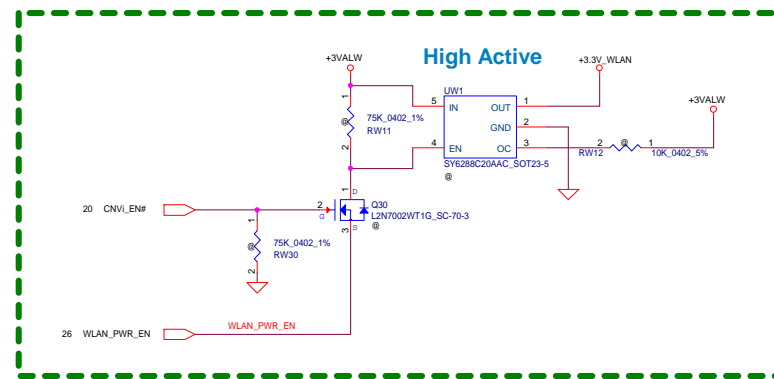 High Active
+3VALW
+3.3V_WLAN
UW1
+3VALW
1
5
IN
OUT
1
75K_0402_1%
GND
2
@
RW11
4
EN
OC
3
2
@
1
2
RW12
10K_0402_5%
SY6288C20AAC_SOT23-5
@
1
D
Q30
20
CNVi_EN#
2
G
L2N7002WT1G_SC-70-3
@
1
3
S
75K_0402_1%
@
RW30
2
26
WLAN_PWR_EN
WLAN_PWR_EN